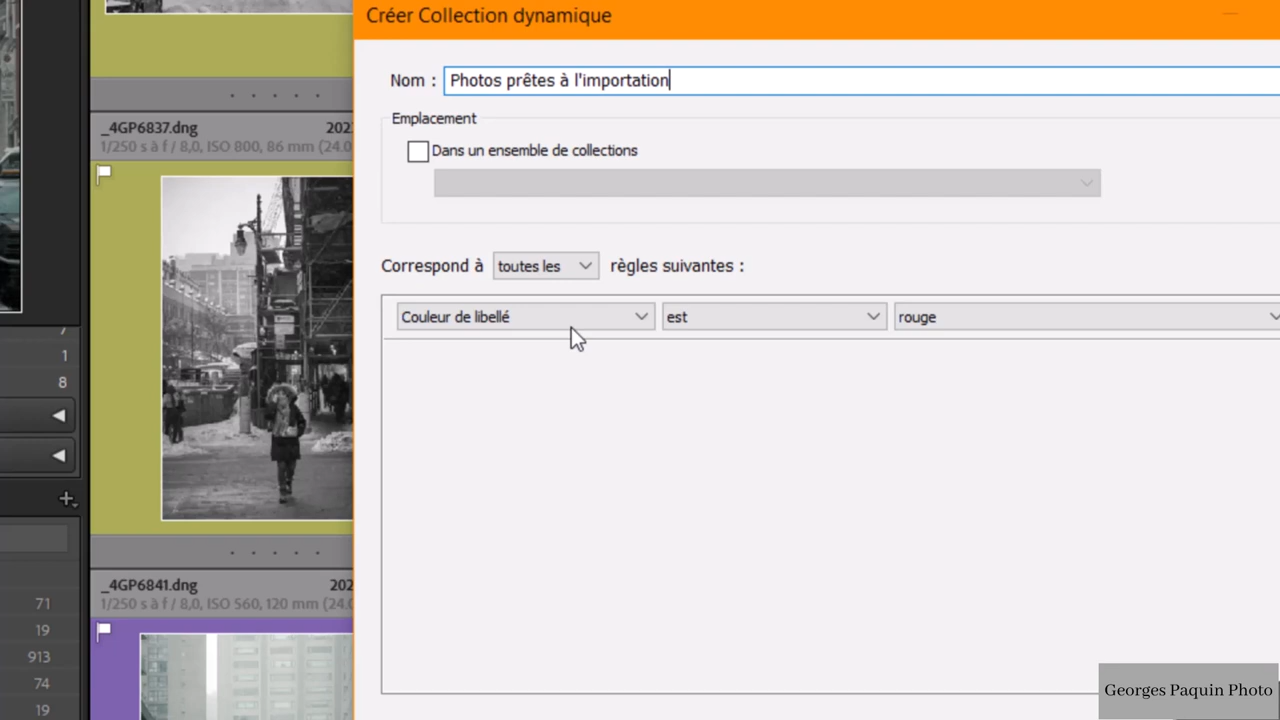 Créer Collection dynamique
Nom : Photos prêtes à l'importation
Emplacement
Dans un ensemble de collections
Correspond à toutes les règles suivantes :
Couleur de libellé est rouge
_4GP6837.dng
1/250 s à f / 8,0, ISO 800, 86 mm (24.0
_4GP6841.dng
1/250 s à f / 8,0, ISO 560, 120 mm (24.0
1
8
71
19
913
74
19
Georges Paquin Photo